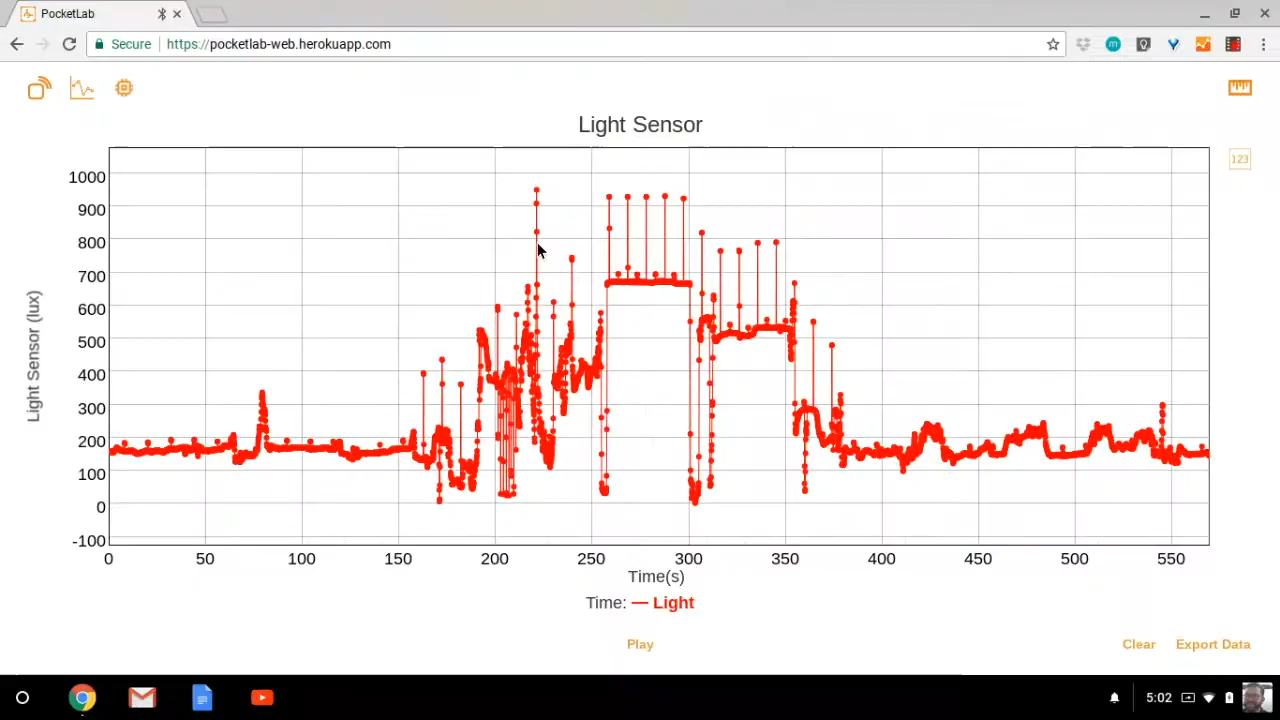 PocketLab
Secure https://pocketlab-web.herokuapp.com
123
Light Sensor
Light Sensor (lux)
1000
900
800
700
600
500
400
300
200
100
0
-100
0 50 100 150 200 250 300 350 400 450 500 550
Time(s)
Time: — Light
Play Clear Export Data
5:02